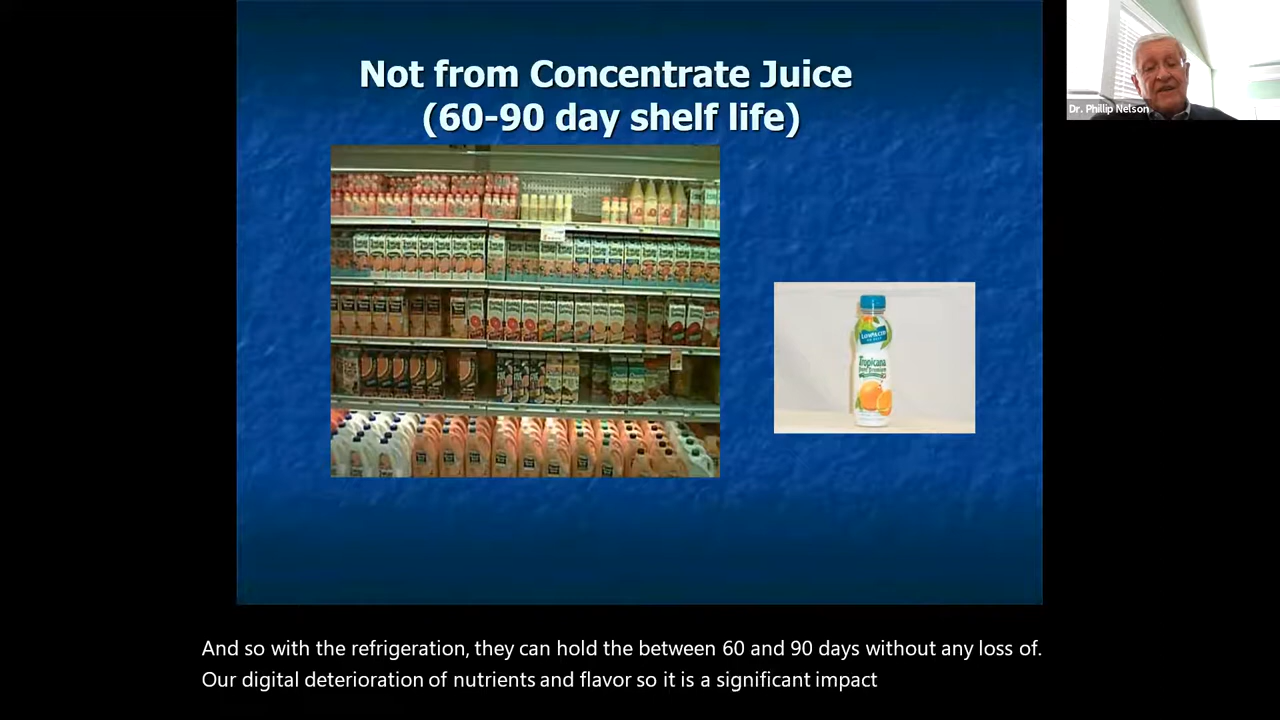 Not from Concentrate Juice
(60-90 day shelf life)
Dr. Phillip Nelson
Tropicana
And so with the refrigeration, they can hold the between 60 and 90 days without any loss of.
Our digital deterioration of nutrients and flavor so it is a significant impact